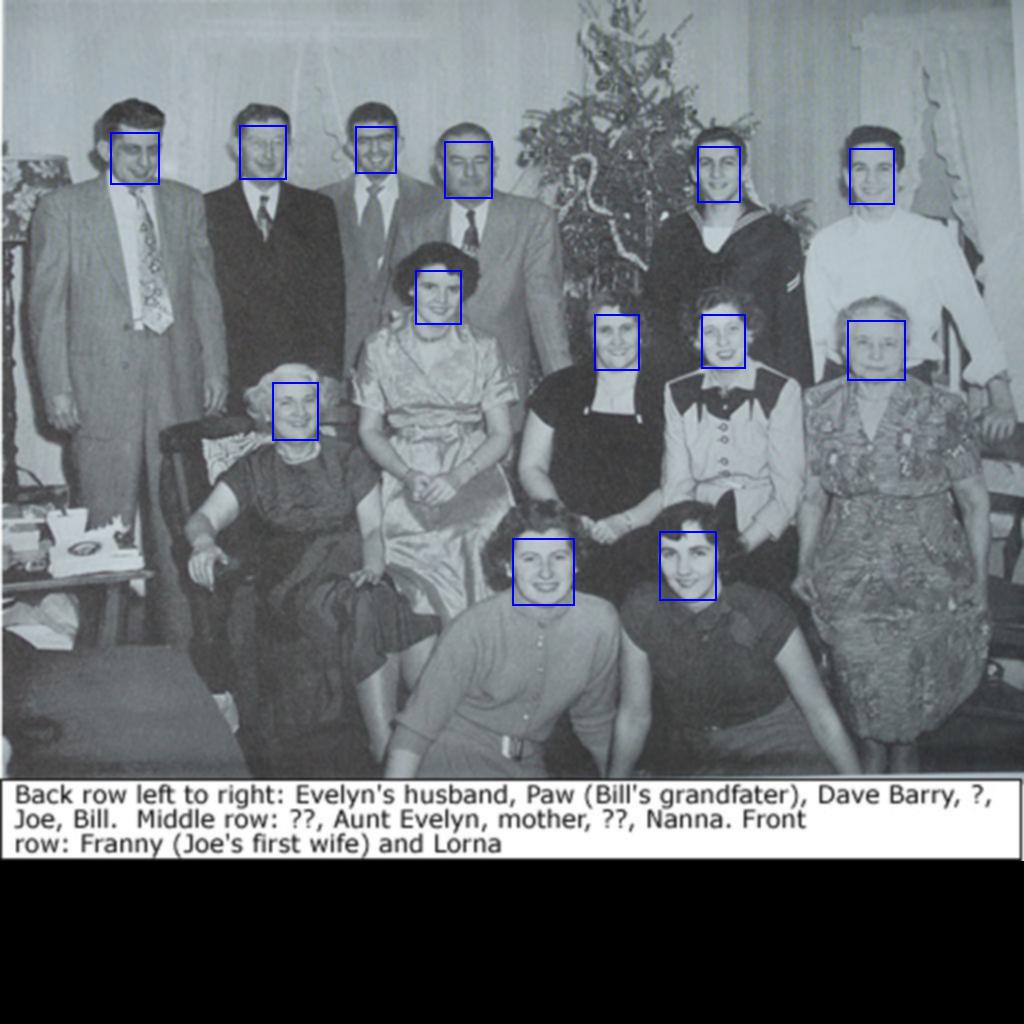 Back row left to right: Evelyn's husband, Paw (Bill's grandfater), Dave Barry, ?,
Joe, Bill.  Middle row: ??, Aunt Evelyn, mother, ??, Nanna. Front
row: Franny (Joe's first wife) and Lorna